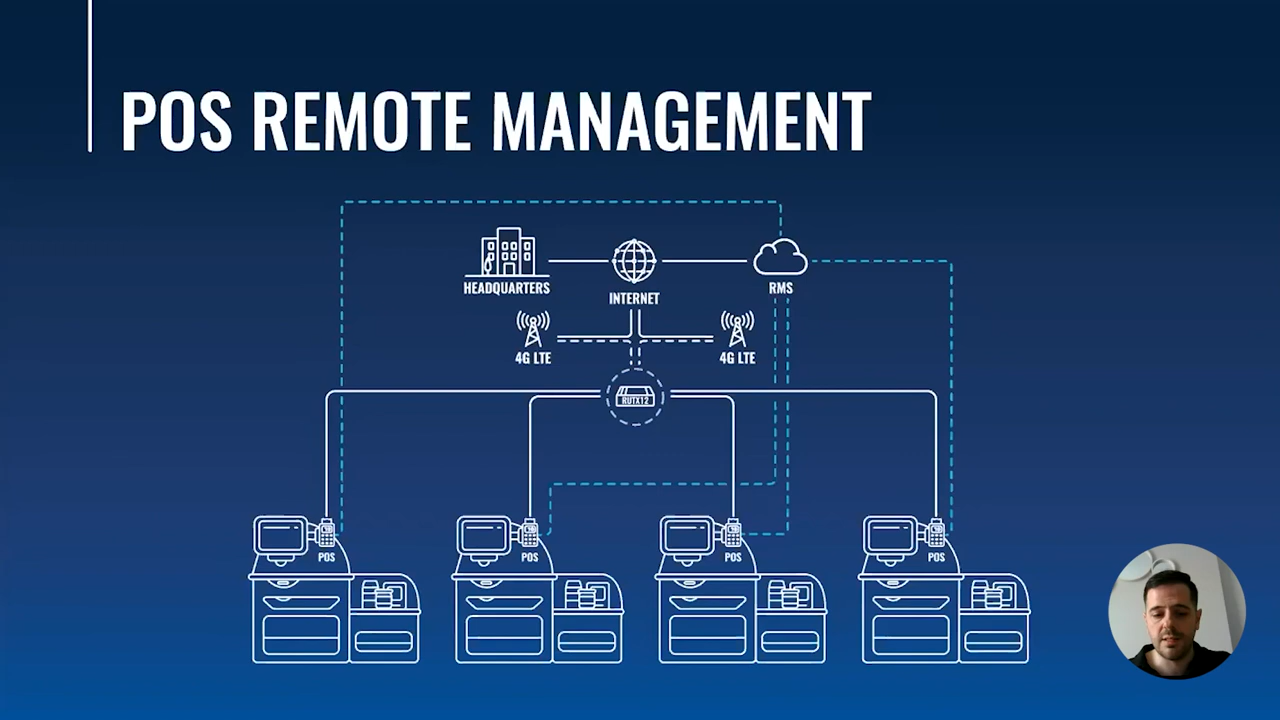 POS REMOTE MANAGEMENT
HEADQUARTERS
INTERNET
RMS
4G LTE
4G LTE
RUTX12
POS
POS
POS
POS